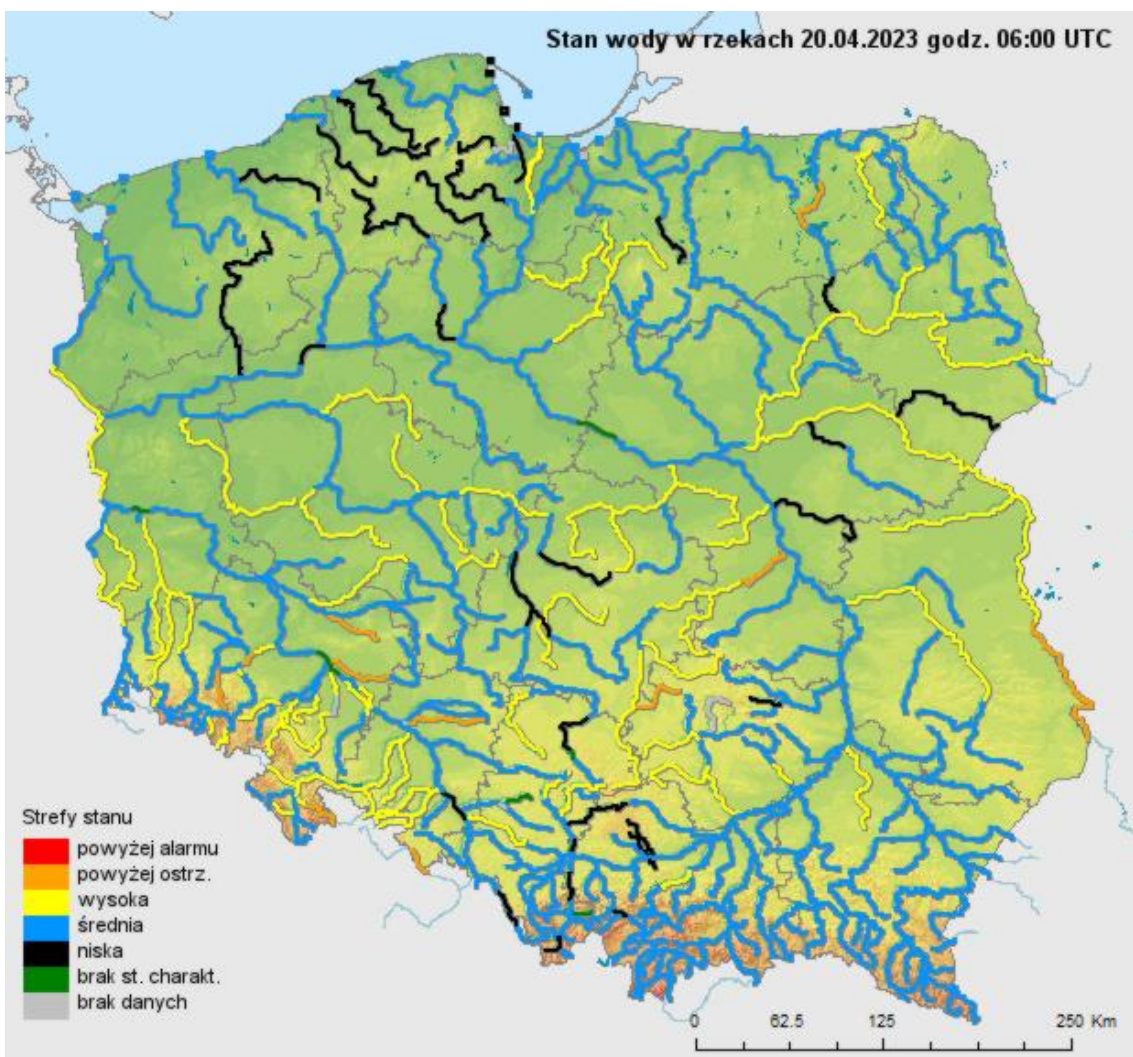 Stan wody w rzekach 20.04.2023 godz. 06:00 UTC
Strefy stanu
powyżej alarmu
powyżej ostrz.
wysoka
średnia
niska
brak st. charakt.
brak danych
0 62.5 125 250 Km